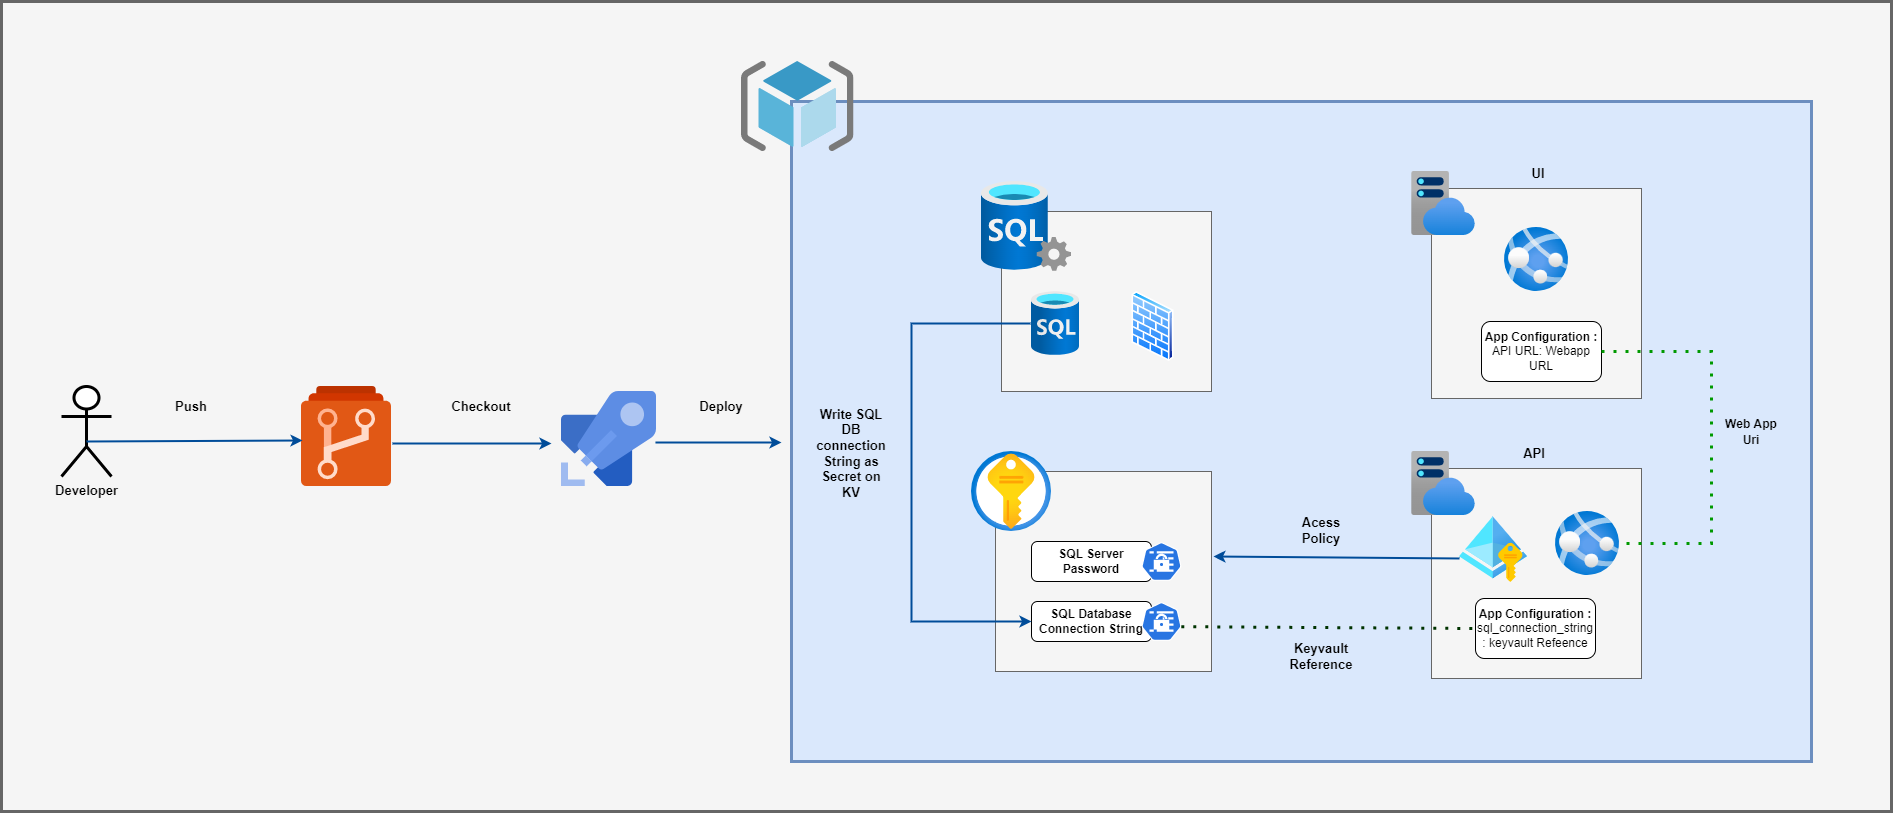 Developer
Push
Checkout
Deploy
Write SQL
DB
connection
String as
Secret on
KV
SQL
SQL
SQL Server
Password
SQL Database
Connection String
Acess
Policy
Keyvault
Reference
UI
App Configuration :
API URL: Webapp
URL
Web App
Uri
API
App Configuration :
sql_connection_string
: keyvault Refeence